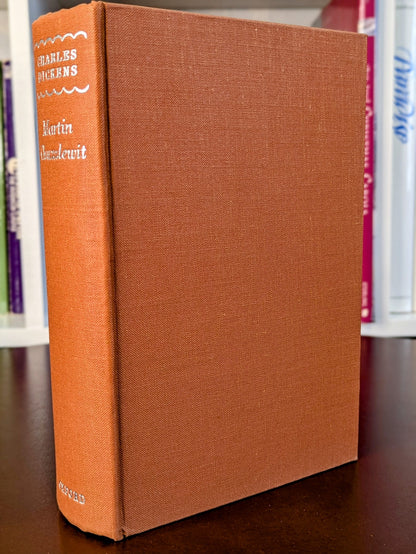 CHARLES
DICKENS
Martin
Chuzzlewit
OXFORD